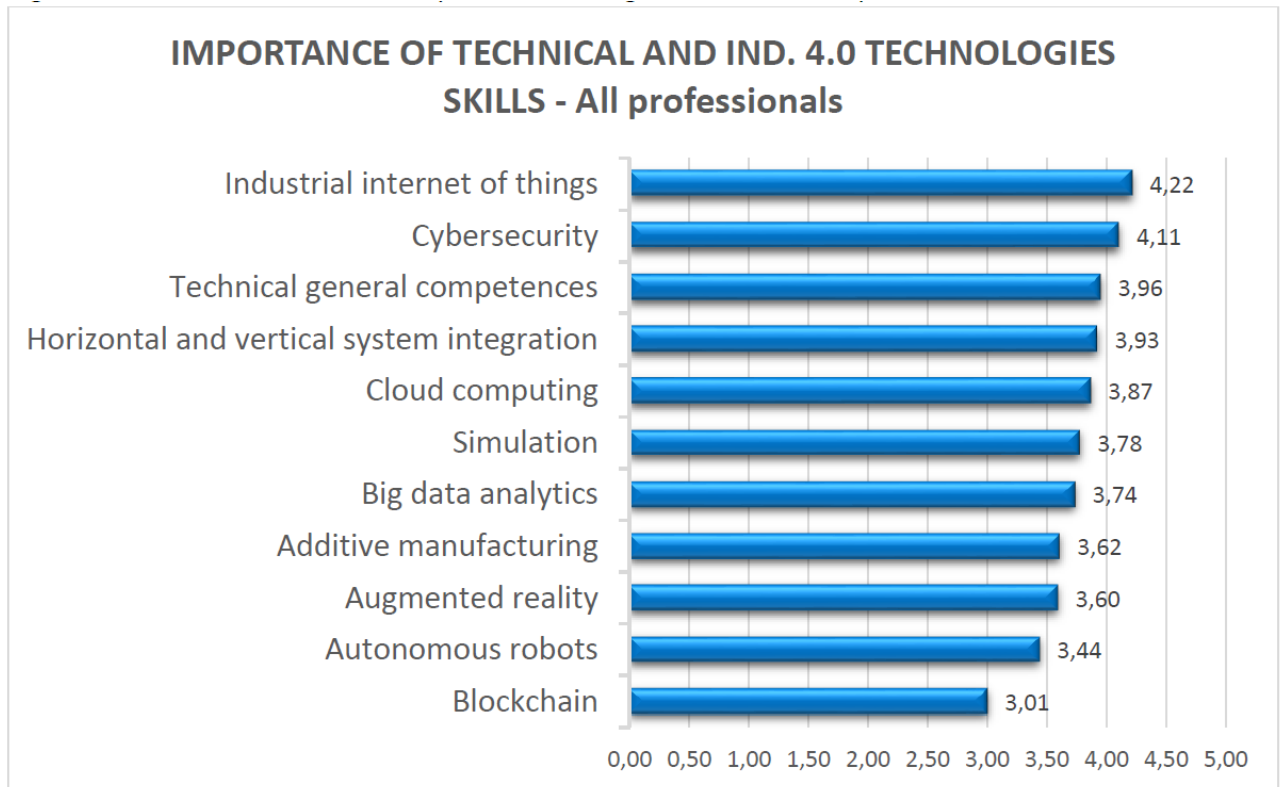 IMPORTANCE OF TECHNICAL AND IND. 4.0 TECHNOLOGIES
SKILLS - All professionals
Industrial internet of things 4,22
Cybersecurity 4,11
Technical general competences 3,96
Horizontal and vertical system integration 3,93
Cloud computing 3,87
Simulation 3,78
Big data analytics 3,74
Additive manufacturing 3,62
Augmented reality 3,60
Autonomous robots 3,44
Blockchain 3,01
0,00 0,50 1,00 1,50 2,00 2,50 3,00 3,50 4,00 4,50 5,00